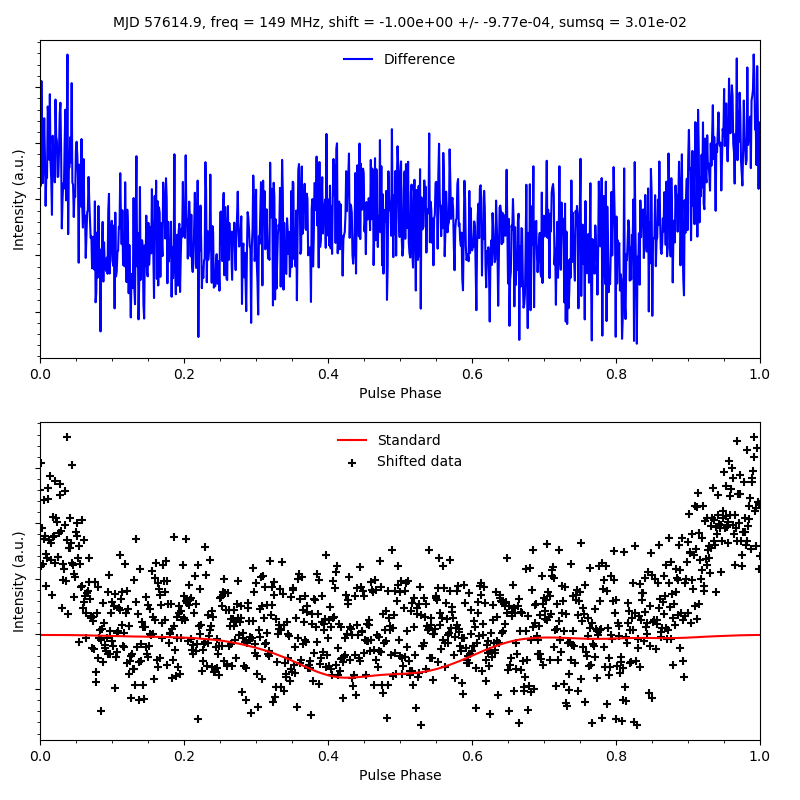 MJD 57614.9, freq = 149 MHz, shift = -1.00e+00 +/- -9.77e-04, sumsq = 3.01e-02
Difference
Intensity (a.u.)
0.0 0.2 0.4 0.6 0.8 1.0
Pulse Phase
Standard
Shifted data
Intensity (a.u.)
0.0 0.2 0.4 0.6 0.8 1.0
Pulse Phase